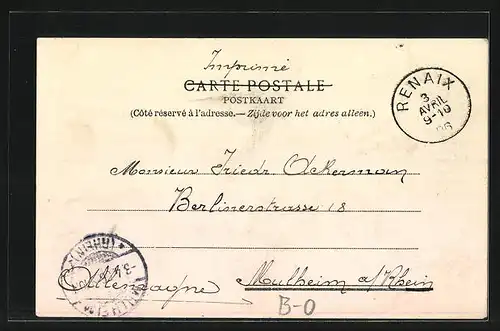 Imprimé
CARTE POSTALE
POSTKAART
(Côté réservé à l'adresse.—Zijde voor het adres alleen.)
RENAIX
3
AVRIL
9-10
06
Monsieur Friedr Ackermann
Berlinerstrasse 18
(RHEIN)
Allemagne
Mulheim a/Rhein
B-O